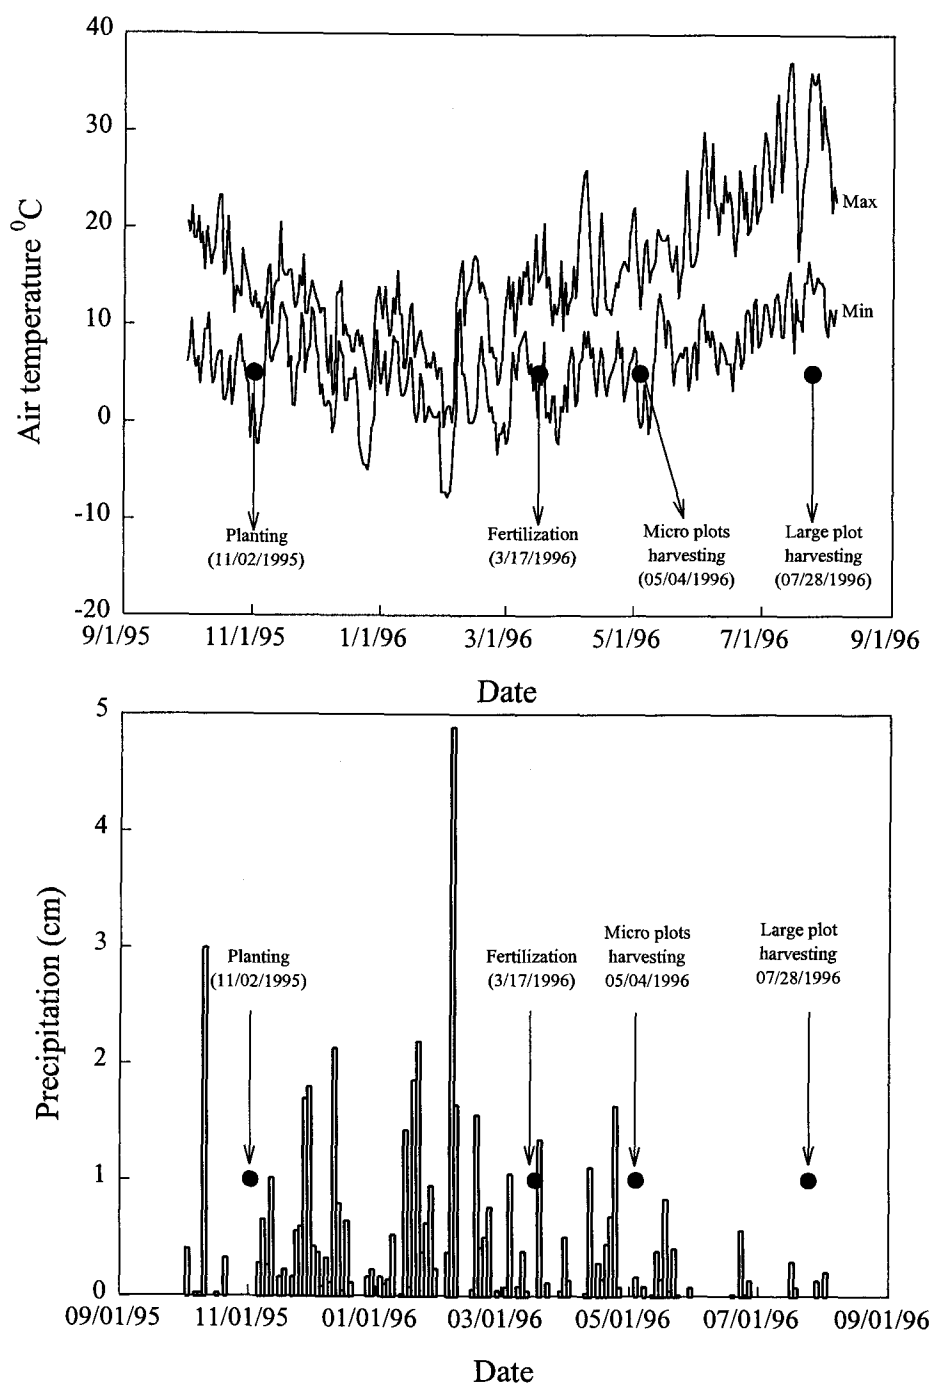 40
30
20
10
0
-10
-20
Air temperature ⁰C
Max
Min
Planting
(11/02/1995)
Fertilization
(3/17/1996)
Micro plots
harvesting
(05/04/1996)
Large plot
harvesting
(07/28/1996)
9/1/95 11/1/95 1/1/96 3/1/96 5/1/96 7/1/96 9/1/96
Date
5
4
3
2
1
0
Precipitation (cm)
Planting
(11/02/1995)
Fertilization
(3/17/1996)
Micro plots
harvesting
05/04/1996
Large plot
harvesting
07/28/1996
09/01/95 11/01/95 01/01/96 03/01/96 05/01/96 07/01/96 09/01/96
Date